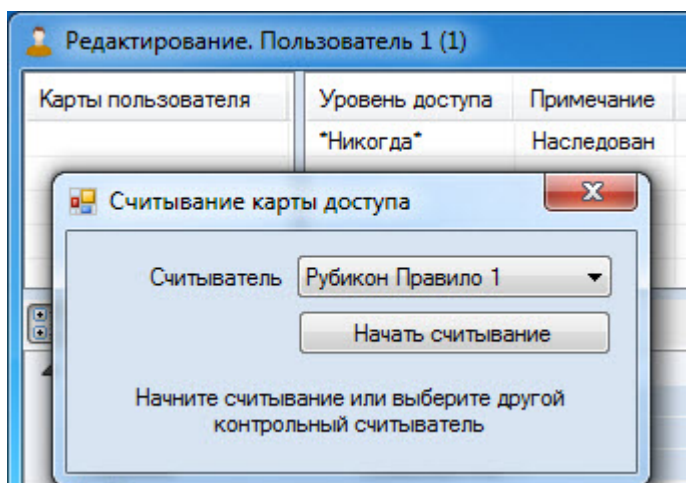 Редактирование. Пользователь 1 (1)
Карты пользователя Уровень доступа Примечание
*Никогда* Наследован
Считывание карты доступа
Считыватель Рубикон Правило 1
Начать считывание
Начните считывание или выберите другой
контрольный считыватель